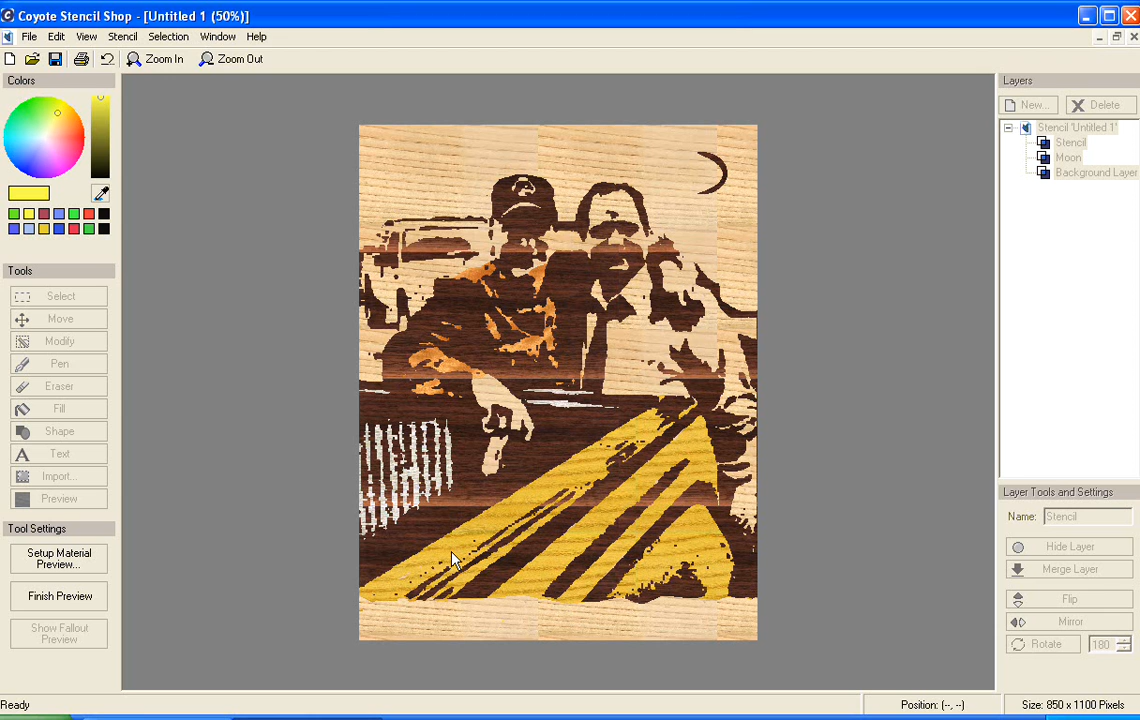 Coyote Stencil Shop - [Untitled 1 (50%)]
File Edit View Stencil Selection Window Help
Zoom In Zoom Out
Colors
Tools
Select
Move
Modify
Pen
Eraser
Fill
Shape
Text
Import...
Preview
Tool Settings
Setup Material
Preview...
Finish Preview
Show Fallout
Preview
Layers
New... Delete
Stencil 'Untitled 1'
Stencil
Moon
Background Layer
Layer Tools and Settings
Name: Stencil
Hide Layer
Merge Layer
Flip
Mirror
Rotate 180
Ready
Position: (--, --)
Size: 850 x 1100 Pixels